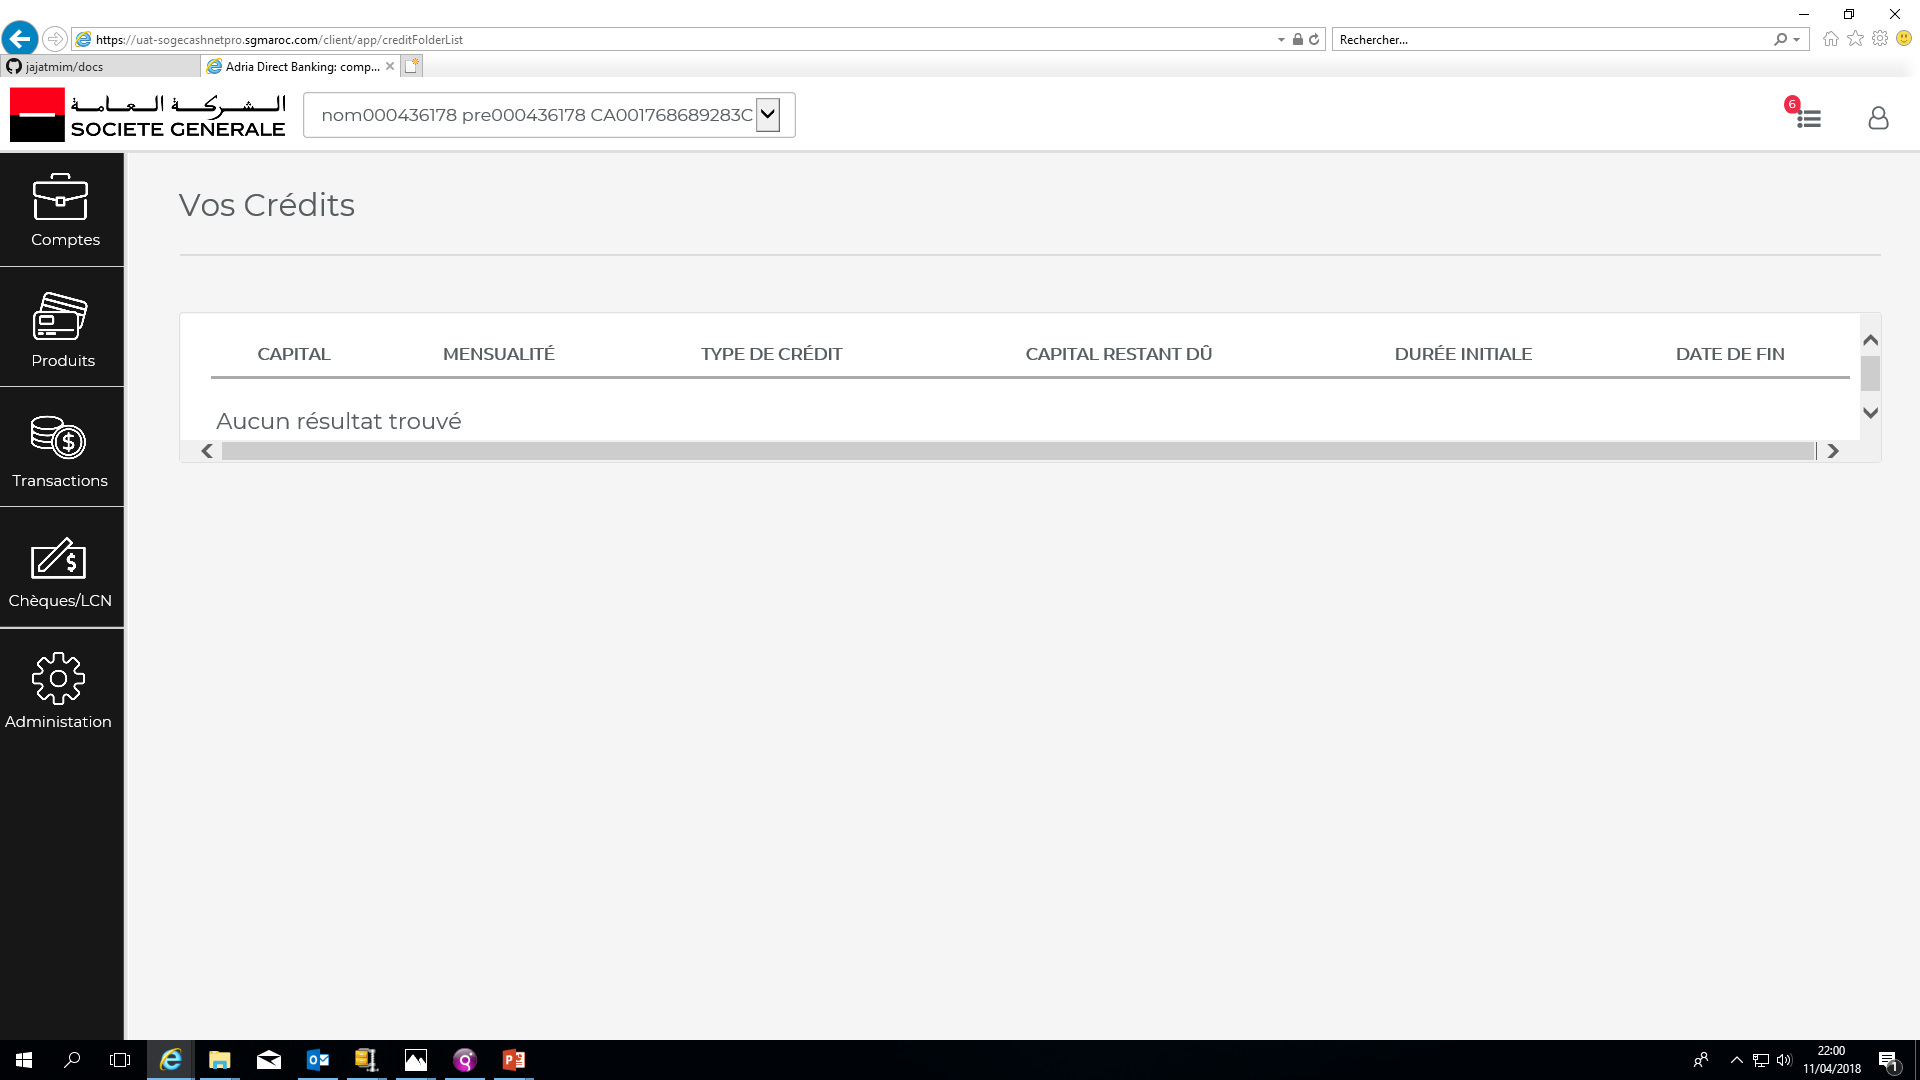 https://uat-sogecashnetpro.sgmaroc.com/client/app/creditFolderList
Rechercher...
jajatmim/docs
Adria Direct Banking: comp...
الشركة العامة
SOCIETE GENERALE
nom000436178 pre000436178 CA001768689283C
6
Comptes
Produits
Transactions
Chèques/LCN
Administation
Vos Crédits
CAPITAL MENSUALITÉ TYPE DE CRÉDIT CAPITAL RESTANT DÛ DURÉE INITIALE DATE DE FIN
Aucun résultat trouvé
22:00
11/04/2018
1